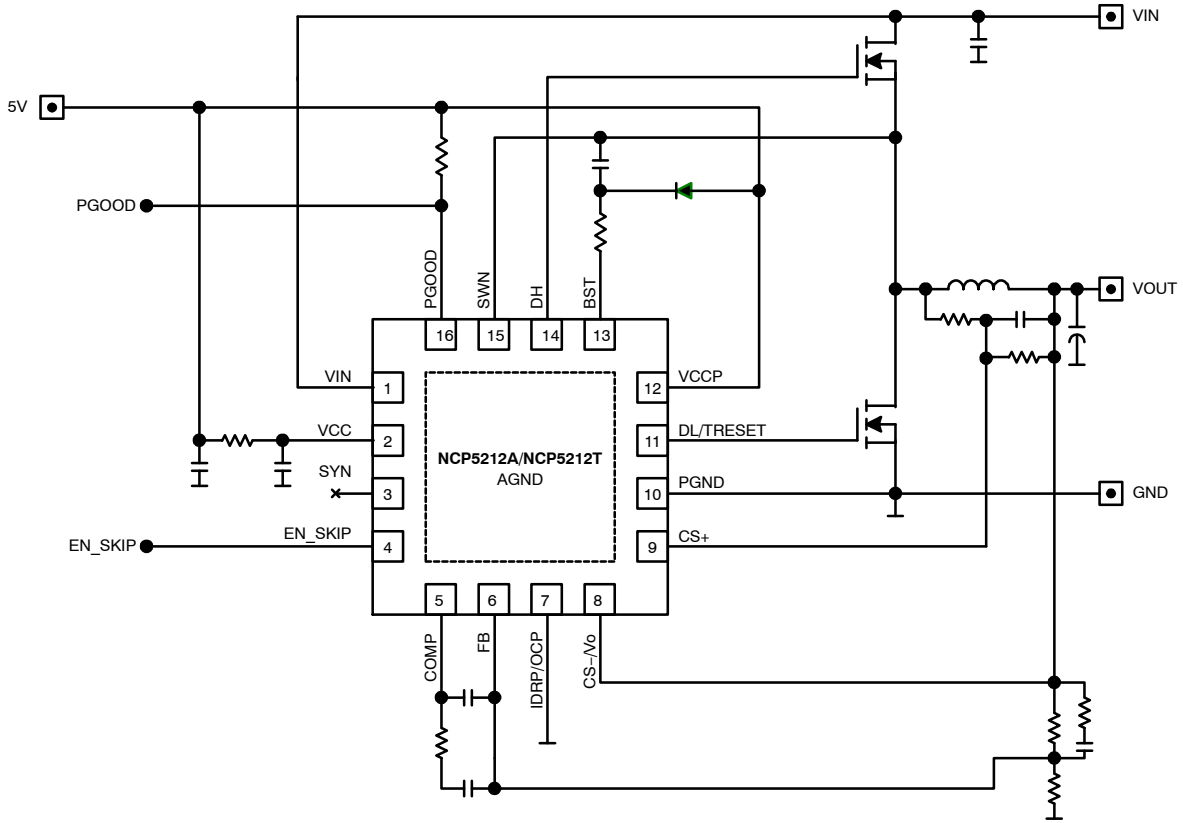 VIN
5V
PGOOD
PGOOD
SWN
DH
BST
VOUT
16
15
14
13
VIN
1
12
VCCP
VCC
2
11
DL/TRESET
NCP5212A/NCP5212T
AGND
SYN
3
10
PGND
GND
EN_SKIP
EN_SKIP
4
9
CS+
5
6
7
8
COMP
FB
IDRP/OCP
CS−/Vo